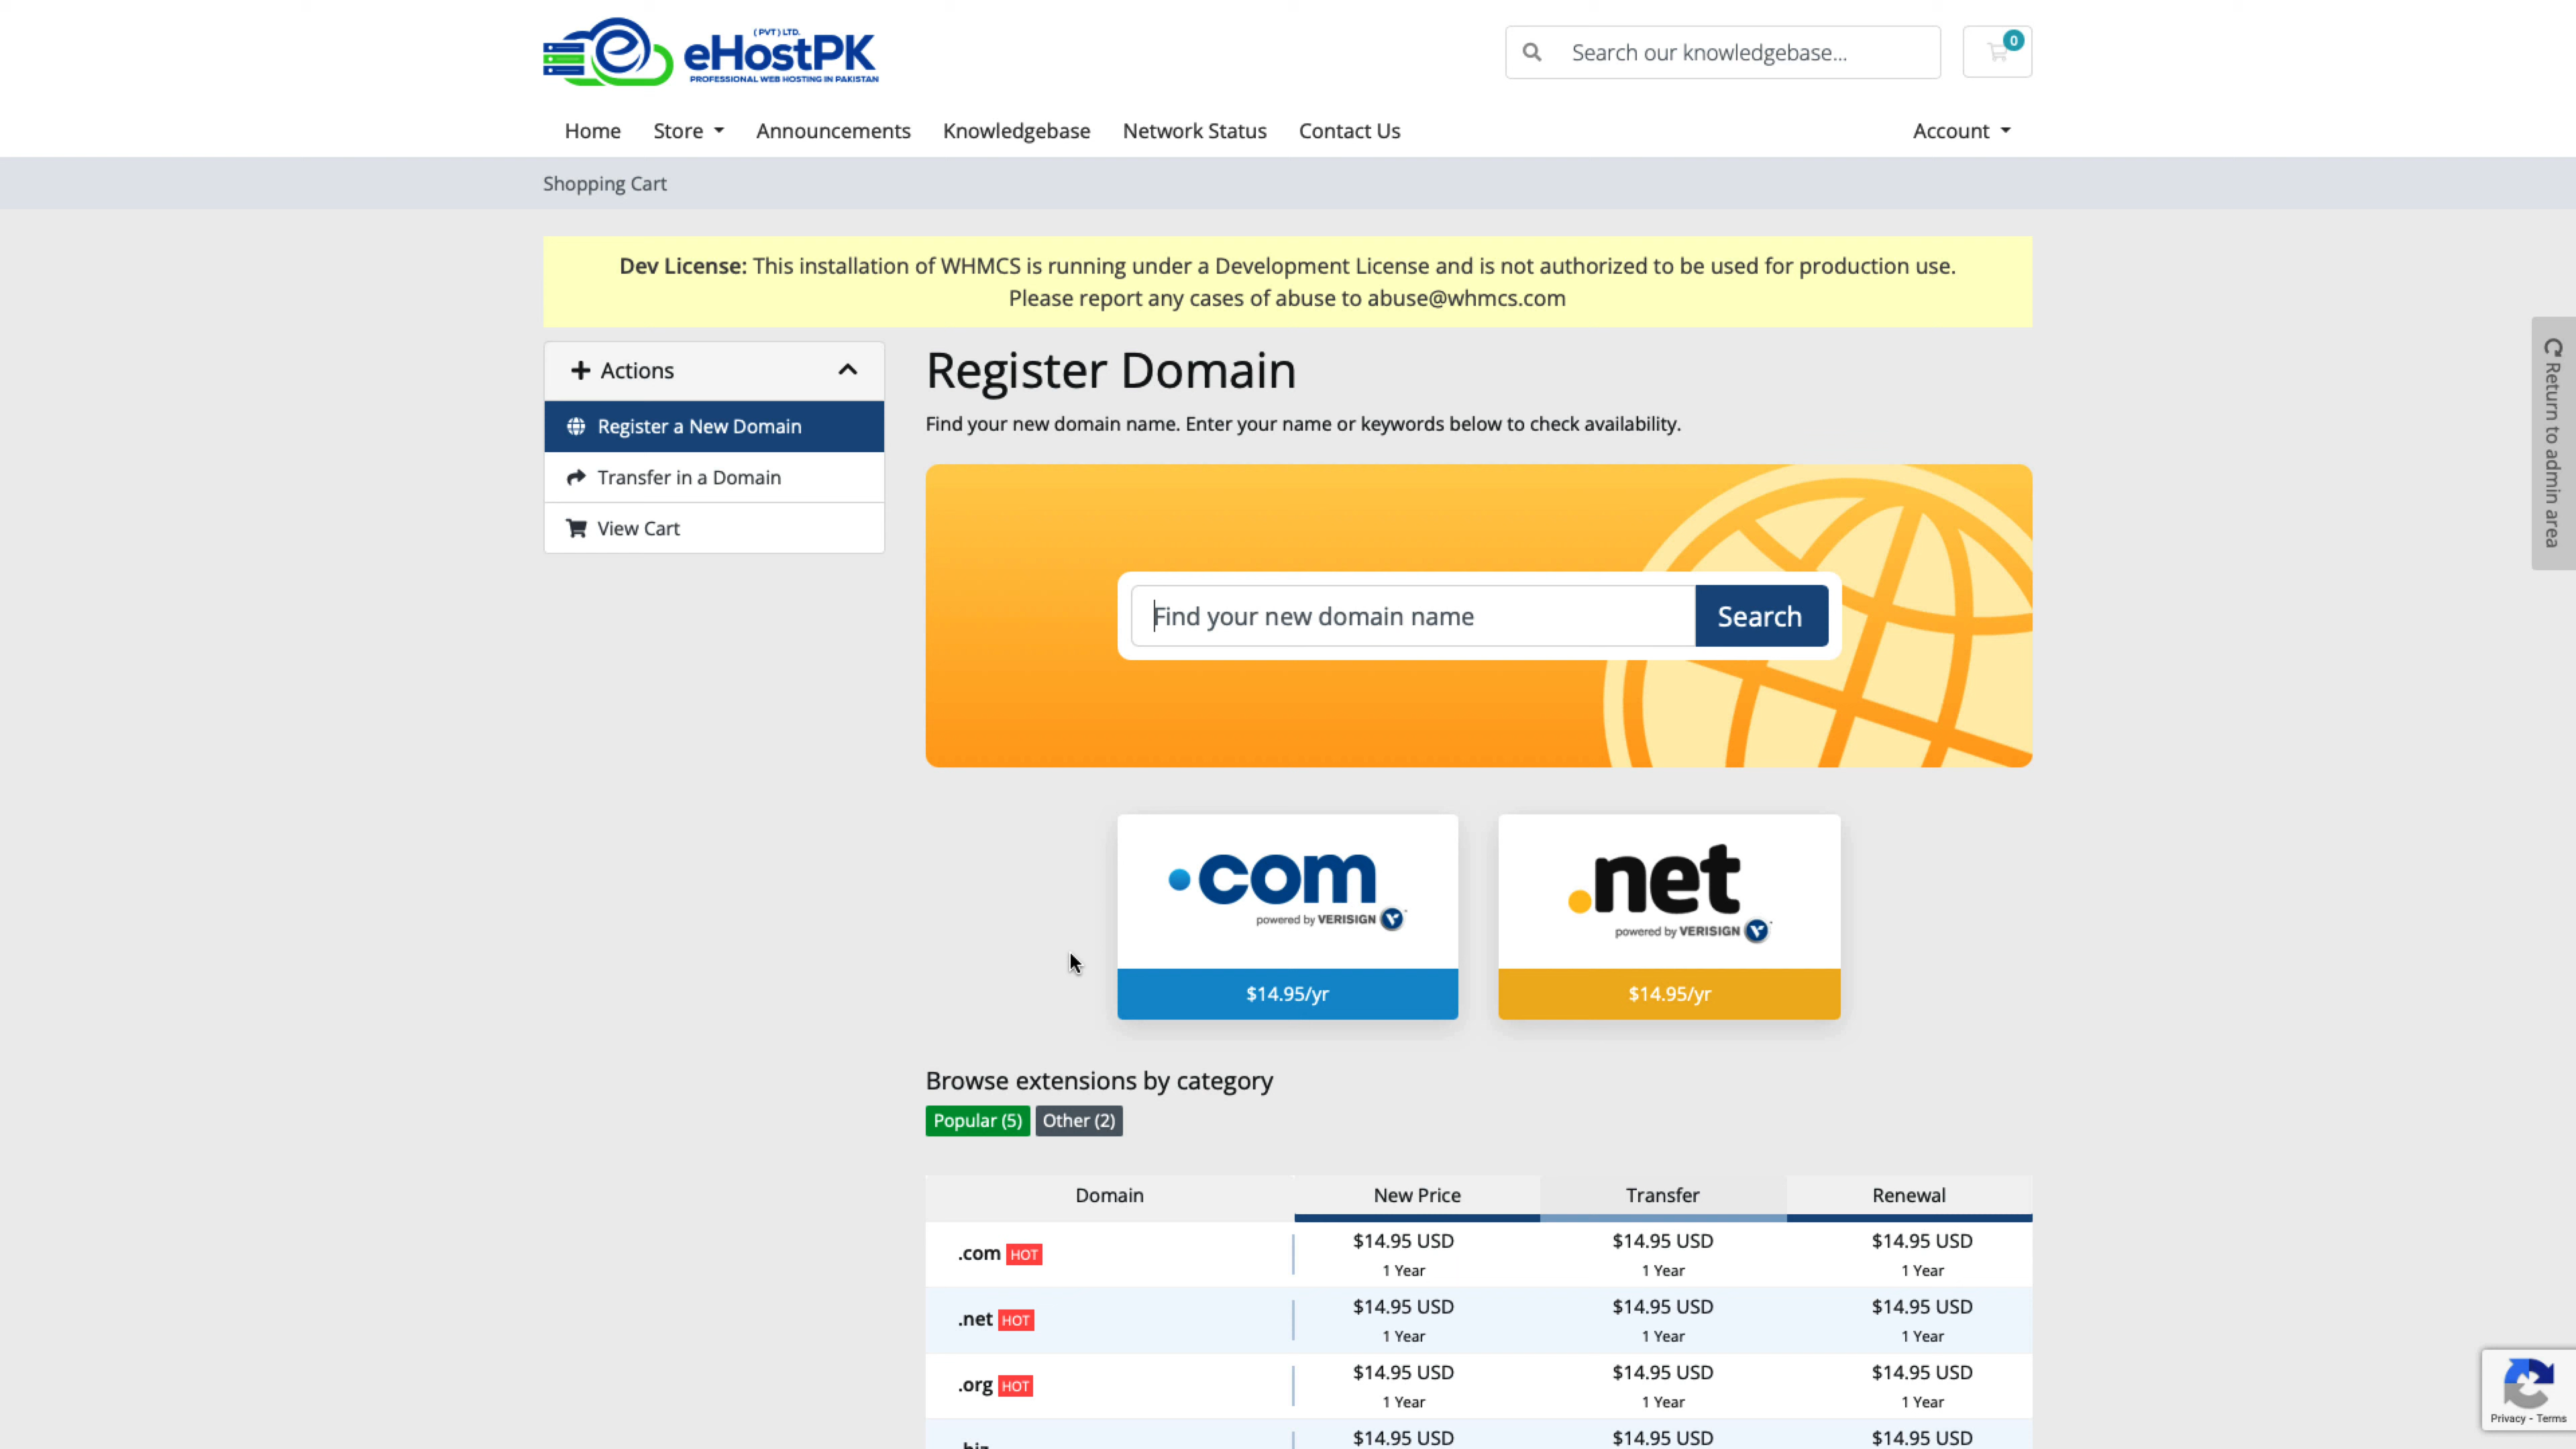 (PVT) LTD.
eHostPK
PROFESSIONAL WEB HOSTING IN PAKISTAN
Search our knowledgebase...
0
Home
Store
Announcements
Knowledgebase
Network Status
Contact Us
Account
Shopping Cart
Dev License: This installation of WHMCS is running under a Development License and is not authorized to be used for production use.
Please report any cases of abuse to abuse@whmcs.com
Return to admin area
Actions
Register a New Domain
Transfer in a Domain
View Cart
Register Domain
Find your new domain name. Enter your name or keywords below to check availability.
Find your new domain name
Search
.com
powered by VERISIGN
$14.95/yr
.net
powered by VERISIGN
$14.95/yr
Browse extensions by category
Popular (5) Other (2)
Domain New Price Transfer Renewal
.com HOT $14.95 USD $14.95 USD $14.95 USD
1 Year 1 Year 1 Year
.net HOT $14.95 USD $14.95 USD $14.95 USD
1 Year 1 Year 1 Year
.org HOT $14.95 USD $14.95 USD $14.95 USD
1 Year 1 Year 1 Year
$14.95 USD $14.95 USD $14.95 USD
Privacy - Terms